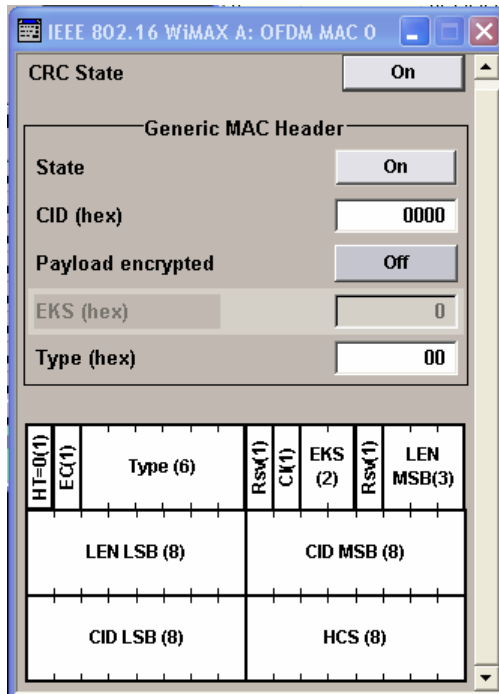 IEEE 802.16 WiMAX A: OFDM MAC 0
CRC State On
Generic MAC Header
State On
CID (hex) 0000
Payload encrypted Off
EKS (hex) 0
Type (hex) 00
HT=0(1) EC(1) Type (6) Rsv(1) CI(1) EKS (2) Rsv(1) LEN MSB(3)
LEN LSB (8) CID MSB (8)
CID LSB (8) HCS (8)